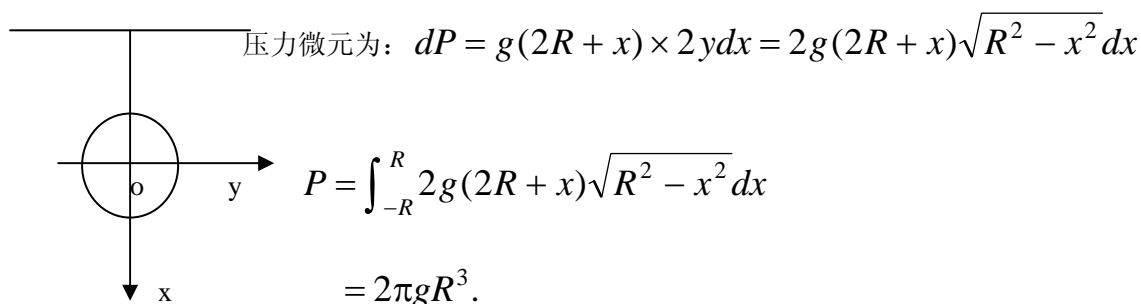 压力微元为：dP = g(2R + x) × 2ydx = 2g(2R + x)√(R² − x²)dx
o y P = ∫_{−R}^{R} 2g(2R + x)√(R² − x²)dx
x = 2πgR³.